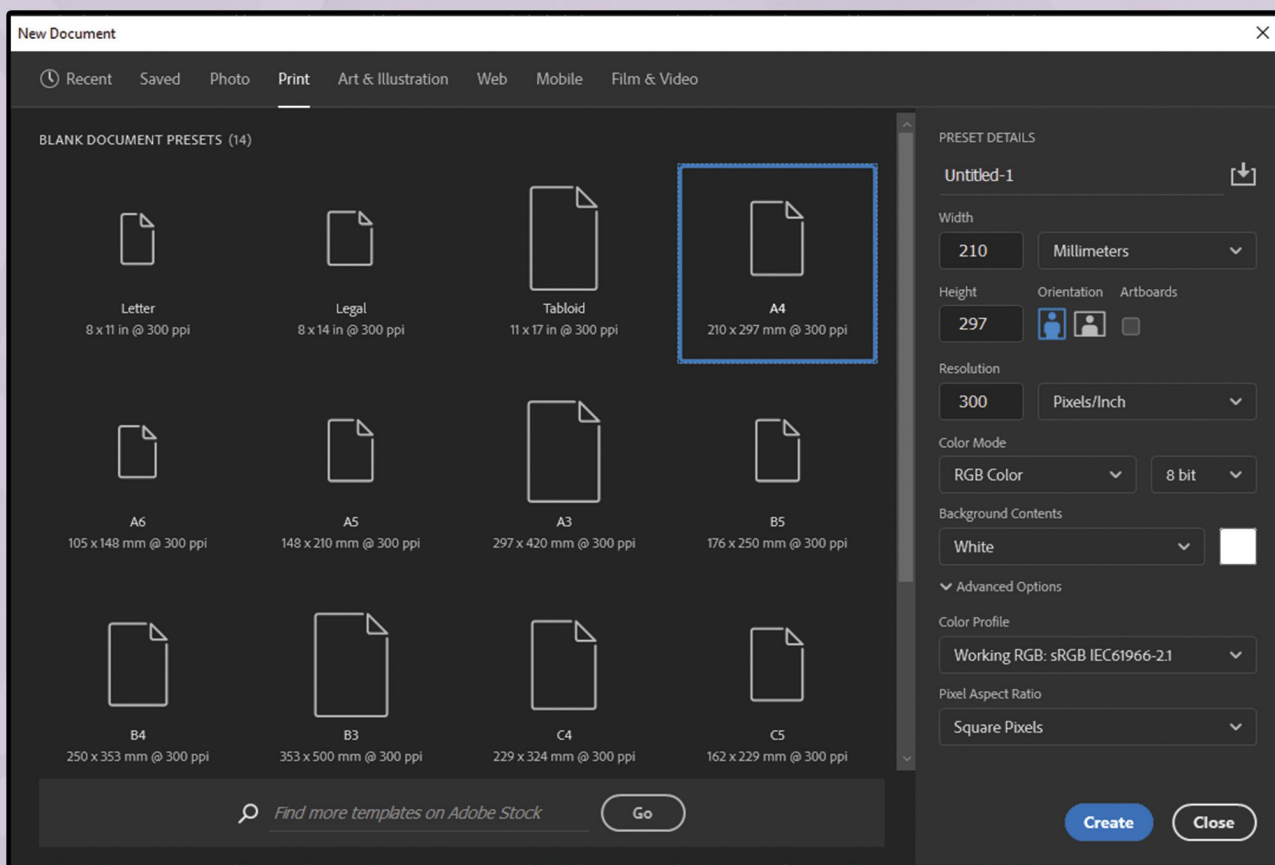 New Document
Recent Saved Photo Print Art & Illustration Web Mobile Film & Video
BLANK DOCUMENT PRESETS (14)
Letter
8 x 11 in @ 300 ppi
Legal
8 x 14 in @ 300 ppi
Tabloid
11 x 17 in @ 300 ppi
A4
210 x 297 mm @ 300 ppi
A6
105 x 148 mm @ 300 ppi
A5
148 x 210 mm @ 300 ppi
A3
297 x 420 mm @ 300 ppi
B5
176 x 250 mm @ 300 ppi
B4
250 x 353 mm @ 300 ppi
B3
353 x 500 mm @ 300 ppi
C4
229 x 324 mm @ 300 ppi
C5
162 x 229 mm @ 300 ppi
Find more templates on Adobe Stock
Go
PRESET DETAILS
Untitled-1
Width
210 Millimeters
Height Orientation Artboards
297
Resolution
300 Pixels/Inch
Color Mode
RGB Color 8 bit
Background Contents
White
Advanced Options
Color Profile
Working RGB: sRGB IEC61966-2.1
Pixel Aspect Ratio
Square Pixels
Create Close